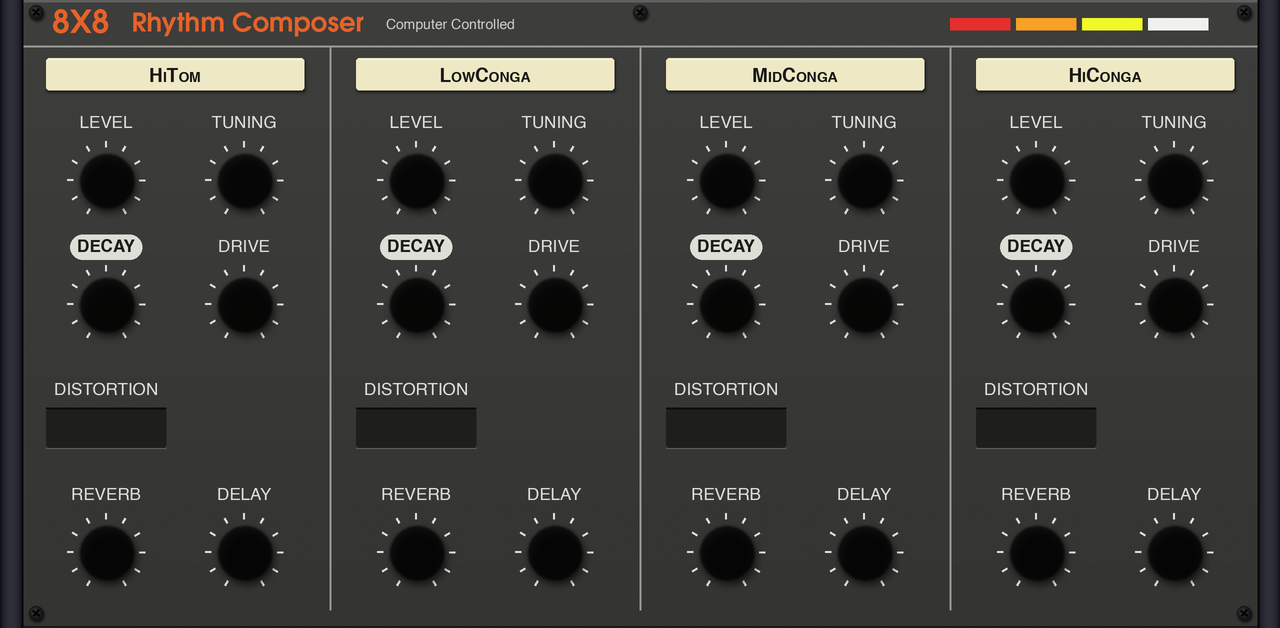 8X8 Rhythm Composer Computer Controlled
HiTom LowConga MidConga HiConga
LEVEL TUNING LEVEL TUNING LEVEL TUNING LEVEL TUNING
DECAY DRIVE DECAY DRIVE DECAY DRIVE DECAY DRIVE
DISTORTION DISTORTION DISTORTION DISTORTION
REVERB DELAY REVERB DELAY REVERB DELAY REVERB DELAY